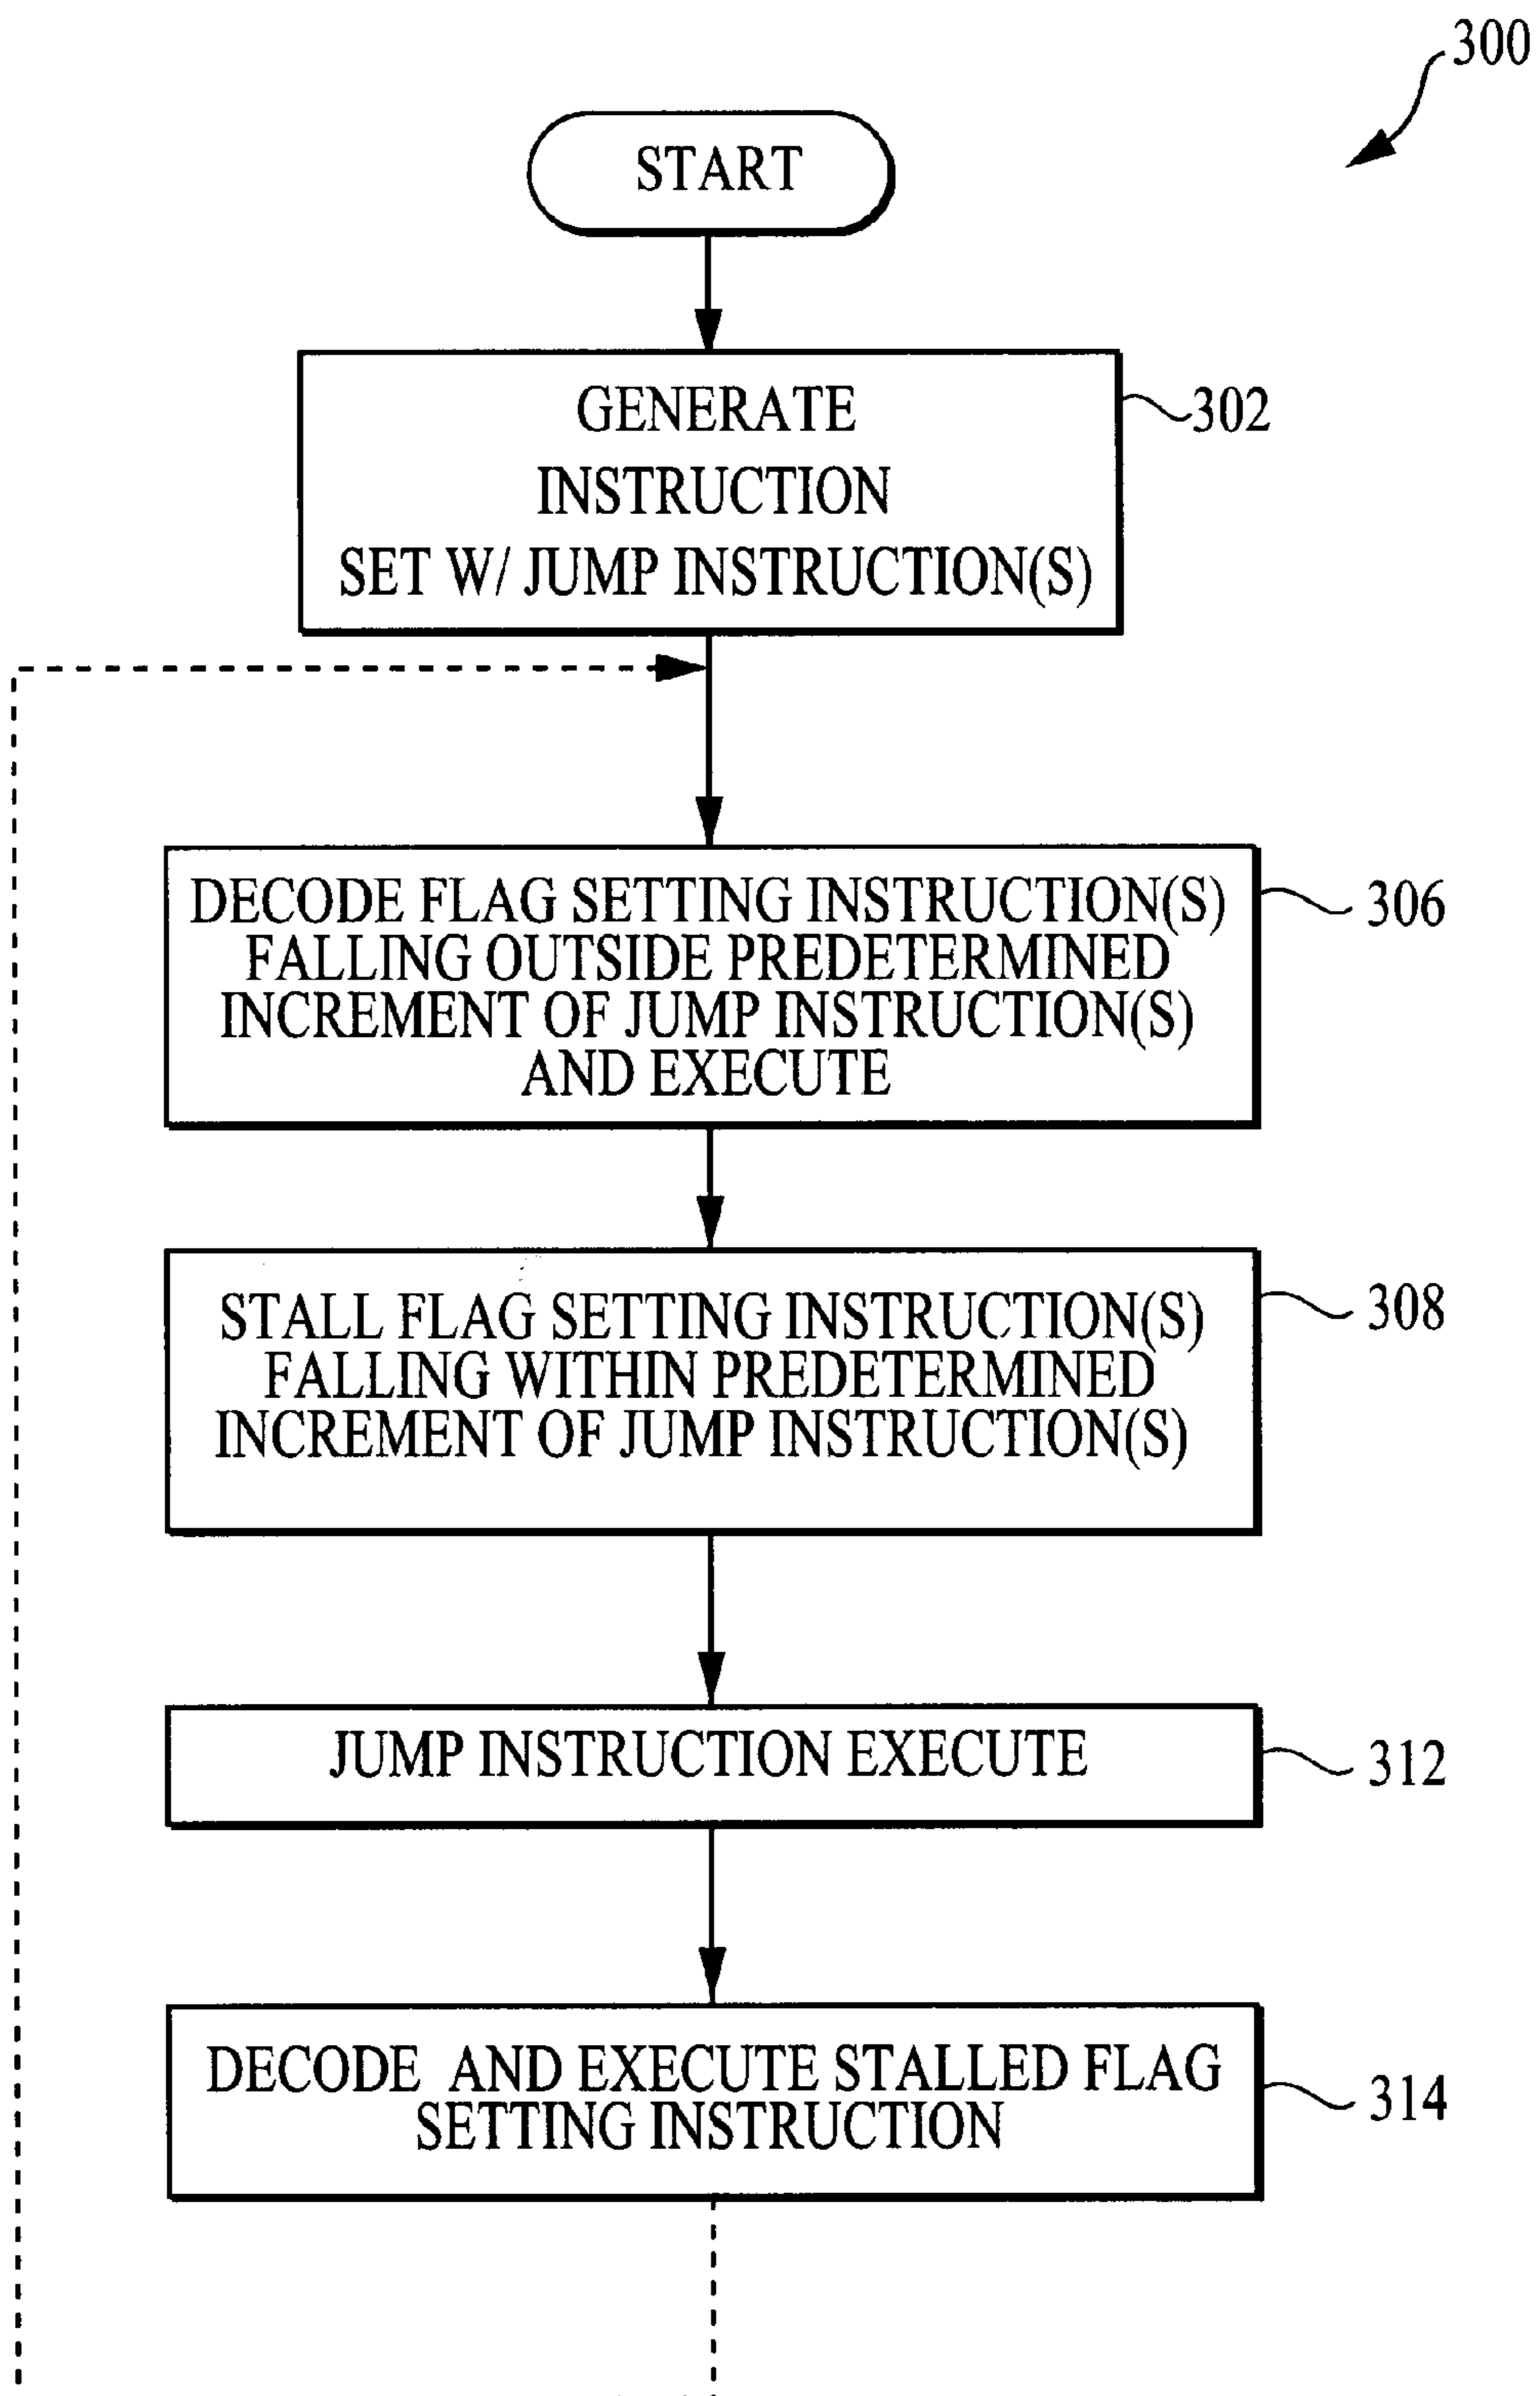 300
START
GENERATE
INSTRUCTION
SET W/ JUMP INSTRUCTION(S)
302
DECODE FLAG SETTING INSTRUCTION(S)
FALLING OUTSIDE PREDETERMINED
INCREMENT OF JUMP INSTRUCTION(S)
AND EXECUTE
306
STALL FLAG SETTING INSTRUCTION(S)
FALLING WITHIN PREDETERMINED
INCREMENT OF JUMP INSTRUCTION(S)
308
JUMP INSTRUCTION EXECUTE
312
DECODE AND EXECUTE STALLED FLAG
SETTING INSTRUCTION
314